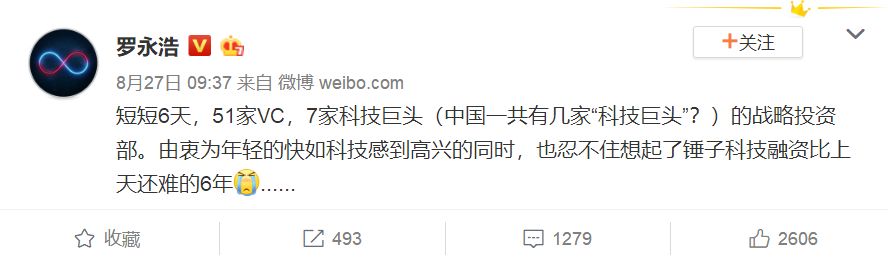 罗永浩
+关注
8月27日 09:37 来自 微博 weibo.com
短短6天，51家VC，7家科技巨头（中国一共有几家“科技巨头”？）的战略投资
部。由衷为年轻的快如科技感到高兴的同时，也忍不住想起了锤子科技融资比上
天还难的6年......
收藏
493
1279
2606